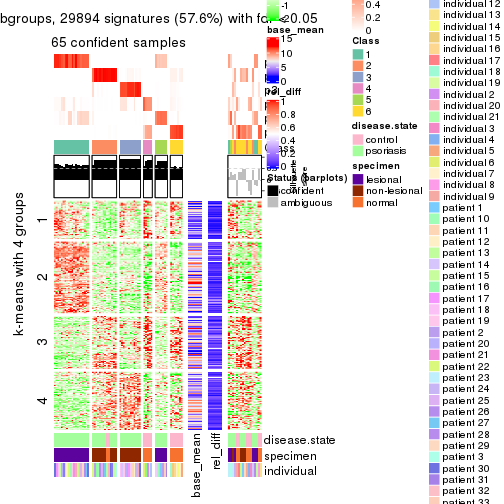 bgroups, 29894 signatures (57.6%) with fdr < 0.05
65 confident samples
k-means with 4 groups
1
2
3
4
base_mean
rel_diff
disease.state
specimen
individual
-1
-2
base_mean
15
10
5
0
rel_diff
1
0.8
0.6
0.4
0.2
0
Status (barplots)
confident
ambiguous
0.4
0.2
0
Class
1
2
3
4
5
6
disease.state
control
psoriasis
specimen
lesional
non-lesional
normal
individual 12
individual 13
individual 14
individual 15
individual 16
individual 17
individual 18
individual 19
individual 2
individual 20
individual 21
individual 3
individual 4
individual 5
individual 6
individual 7
individual 8
individual 9
patient 1
patient 10
patient 11
patient 12
patient 13
patient 14
patient 15
patient 16
patient 17
patient 18
patient 19
patient 2
patient 20
patient 21
patient 22
patient 23
patient 24
patient 25
patient 26
patient 27
patient 28
patient 29
patient 3
patient 30
patient 31
patient 32
patient 33